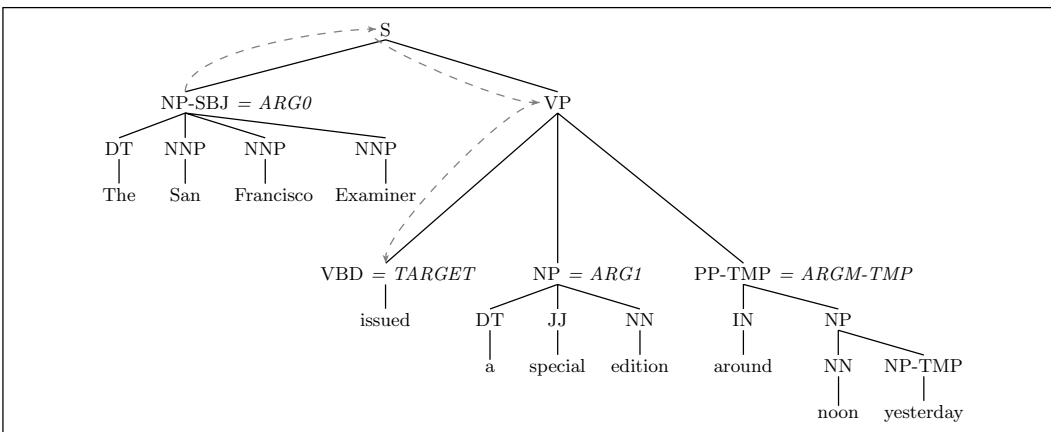 S
NP-SBJ = ARG0 VP
DT NNP NNP NNP
The San Francisco Examiner
VBD = TARGET NP = ARG1 PP-TMP = ARGM-TMP
issued DT JJ NN IN NP
a special edition around NN NP-TMP
noon yesterday